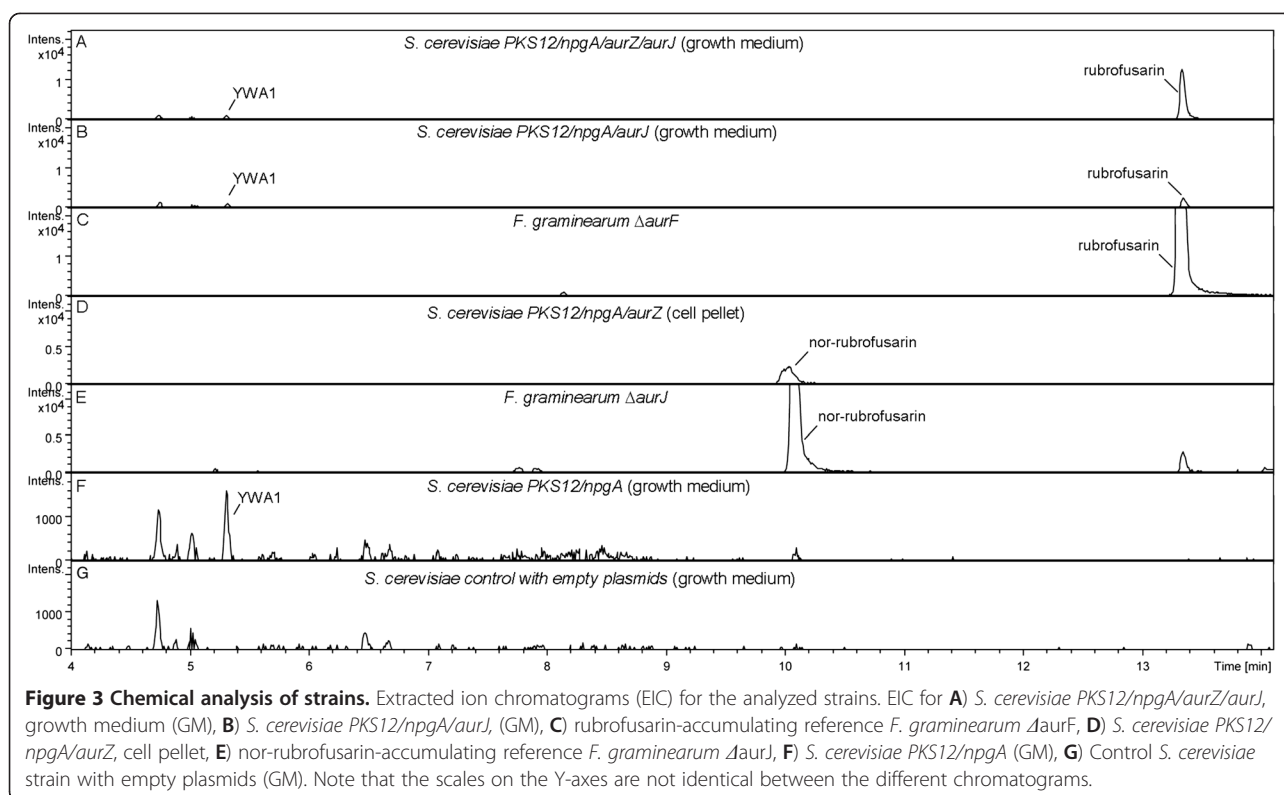 Intens.
x10⁴
A
S. cerevisiae PKS12/npgA/aurZ/aurJ (growth medium)
rubrofusarin
1
YWA1
0
Intens.
x10⁴
B
S. cerevisiae PKS12/npgA/aurJ (growth medium)
rubrofusarin
1
YWA1
0
Intens.
x10⁴
C
F. graminearum ΔaurF
1
rubrofusarin
0
Intens.
x10⁴
D
S. cerevisiae PKS12/npgA/aurZ (cell pellet)
nor-rubrofusarin
0.5
0.0
Intens.
x10⁴
E
F. graminearum ΔaurJ
nor-rubrofusarin
0.5
0.0
Intens.
F
S. cerevisiae PKS12/npgA (growth medium)
YWA1
1000
0
Intens.
G
S. cerevisiae control with empty plasmids (growth medium)
1000
0
4 5 6 7 8 9 10 11 12 13 Time [min]
Figure 3 Chemical analysis of strains. Extracted ion chromatograms (EIC) for the analyzed strains. EIC for A) S. cerevisiae PKS12/npgA/aurZ/aurJ,
growth medium (GM), B) S. cerevisiae PKS12/npgA/aurJ, (GM), C) rubrofusarin-accumulating reference F. graminearum ΔaurF, D) S. cerevisiae PKS12/
npgA/aurZ, cell pellet, E) nor-rubrofusarin-accumulating reference F. graminearum ΔaurJ, F) S. cerevisiae PKS12/npgA (GM), G) Control S. cerevisiae
strain with empty plasmids (GM). Note that the scales on the Y-axes are not identical between the different chromatograms.